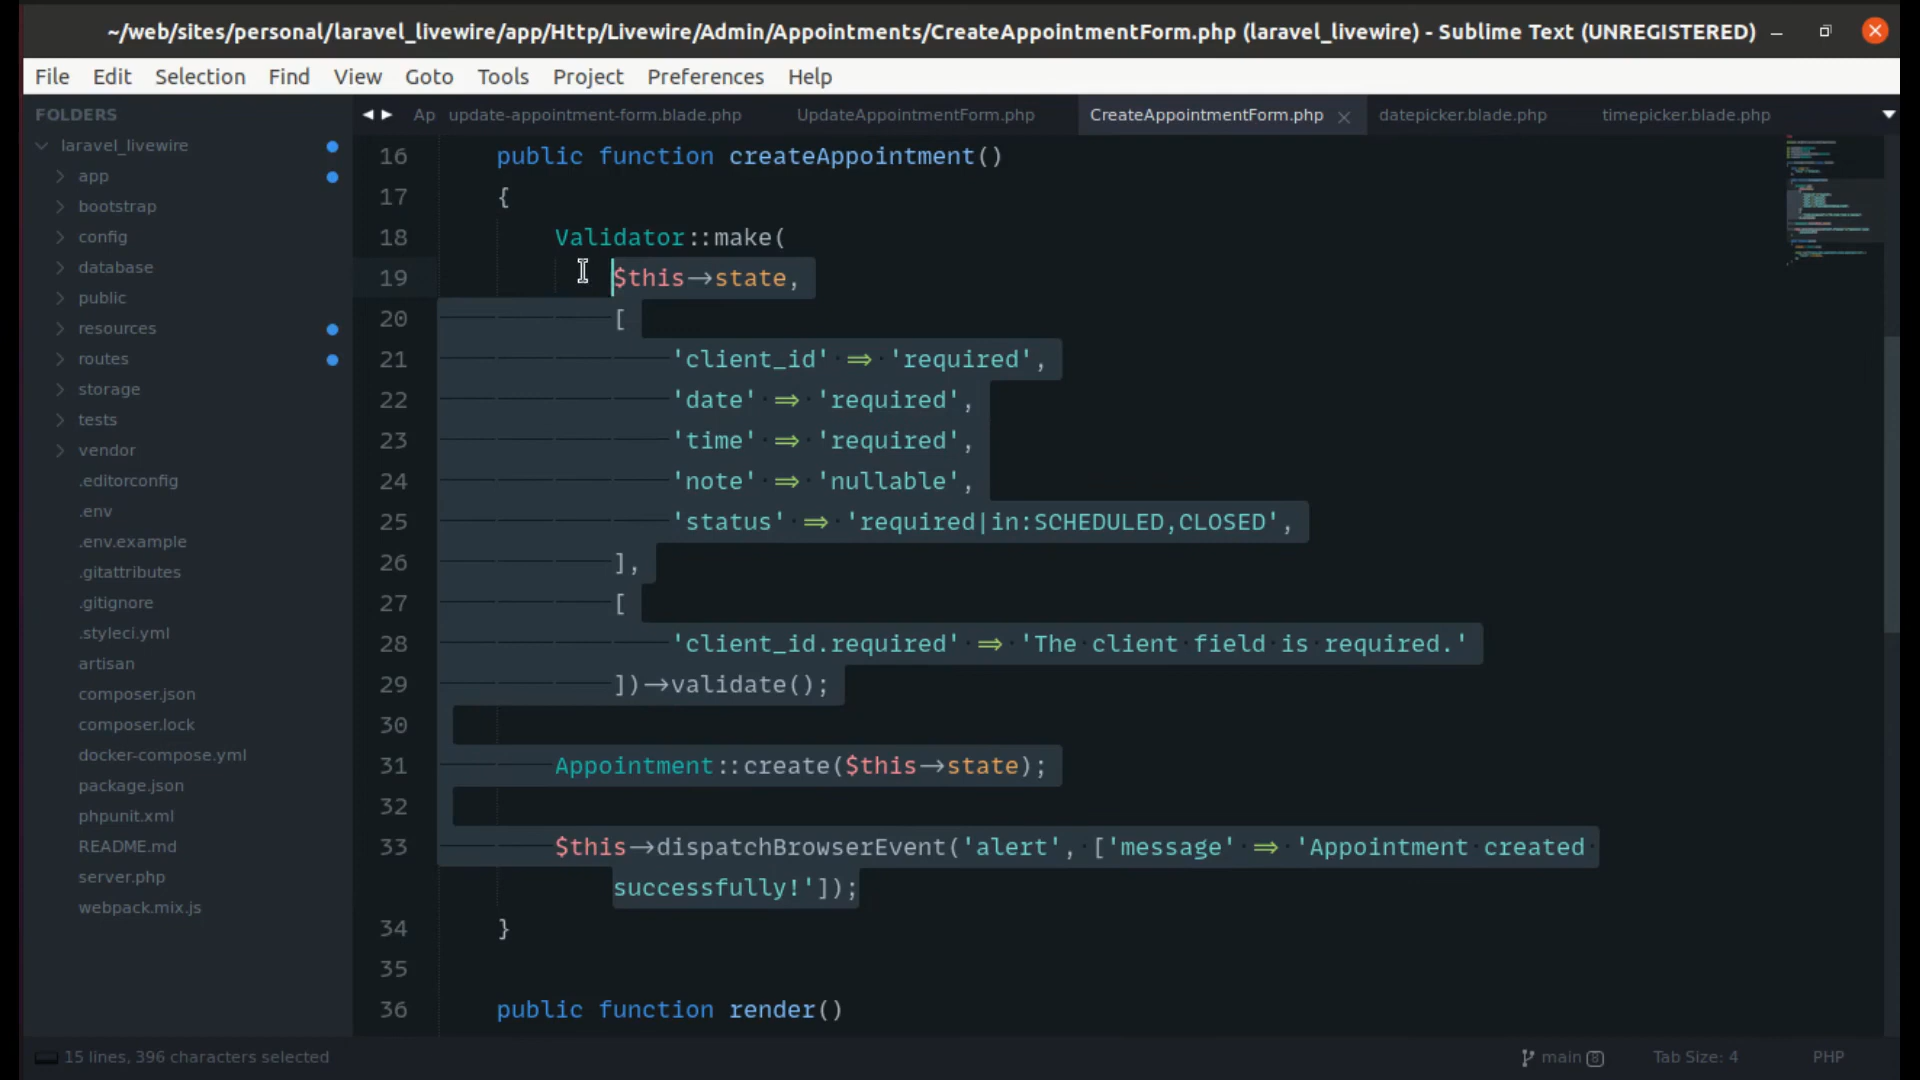 ~/web/sites/personal/laravel_livewire/app/Http/Livewire/Admin/Appointments/CreateAppointmentForm.php (laravel_livewire) - Sublime Text (UNREGISTERED)
File Edit Selection Find View Goto Tools Project Preferences Help
FOLDERS
laravel_livewire
app
bootstrap
config
database
public
resources
routes
storage
tests
vendor
.editorconfig
.env
.env.example
.gitattributes
.gitignore
.styleci.yml
artisan
composer.json
composer.lock
docker-compose.yml
package.json
phpunit.xml
README.md
server.php
webpack.mix.js
Ap update-appointment-form.blade.php UpdateAppointmentForm.php CreateAppointmentForm.php datepicker.blade.php timepicker.blade.php
16 public function createAppointment()
17 {
18 Validator::make(
19 $this->state,
20 [
21 'client_id' => 'required',
22 'date' => 'required',
23 'time' => 'required',
24 'note' => 'nullable',
25 'status' => 'required|in:SCHEDULED,CLOSED',
26 ],
27 [
28 'client_id.required' => 'The client field is required.'
29 ])->validate();
30
31 Appointment::create($this->state);
32
33 $this->dispatchBrowserEvent('alert', ['message' => 'Appointment created
successfully!']);
34 }
35
36 public function render()
15 lines, 396 characters selected
main 8 Tab Size: 4 PHP